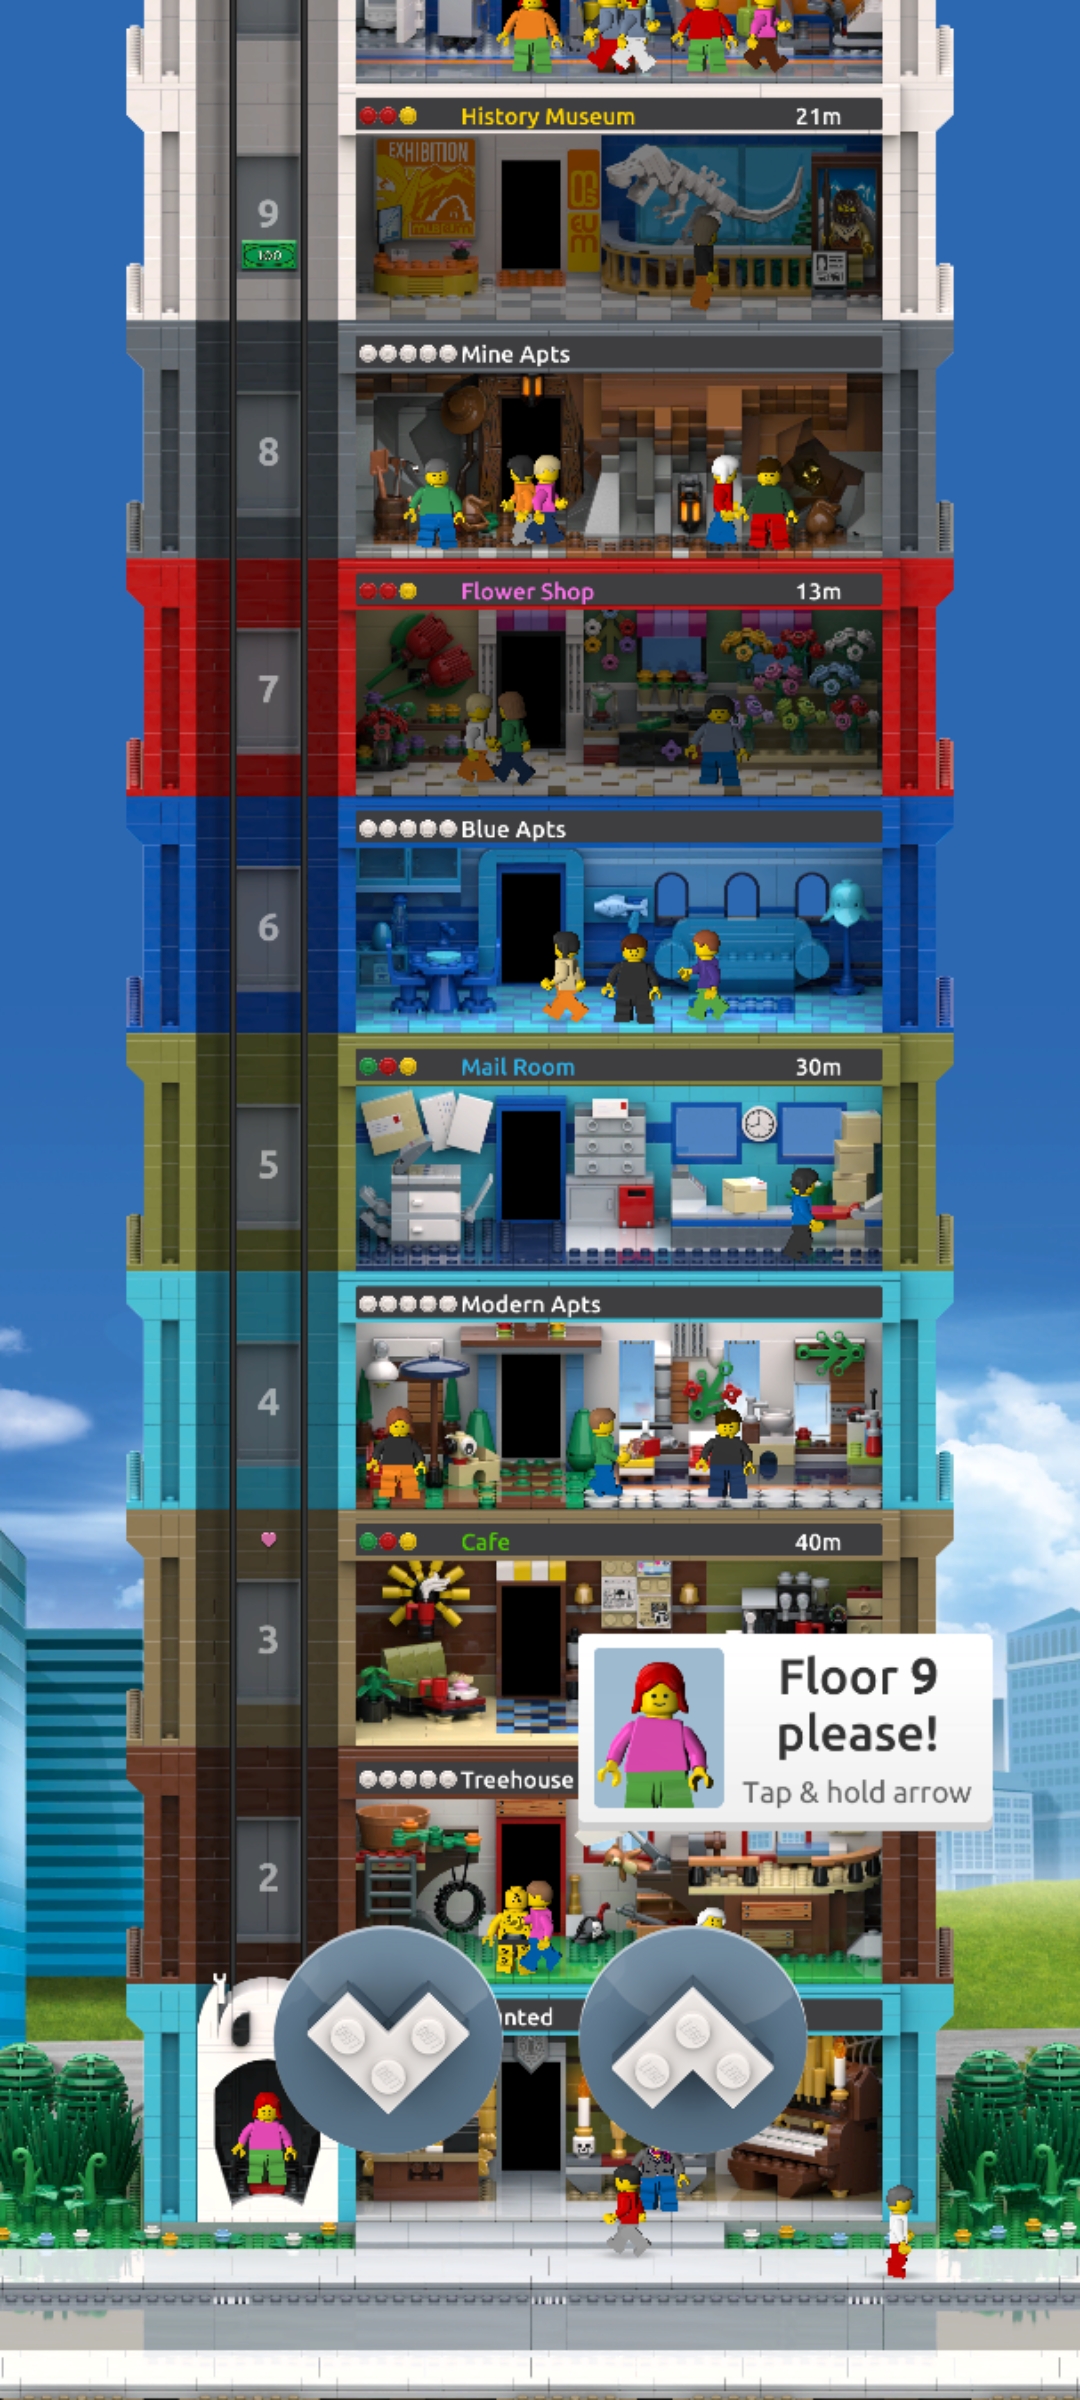 History Museum 21m
EXHIBITION
MUSEUM
9
100
Mine Apts
8
Flower Shop 13m
7
Blue Apts
6
Mail Room 30m
5
Modern Apts
4
Cafe 40m
3
Floor 9
please!
Tap & hold arrow
Treehouse
2
nted